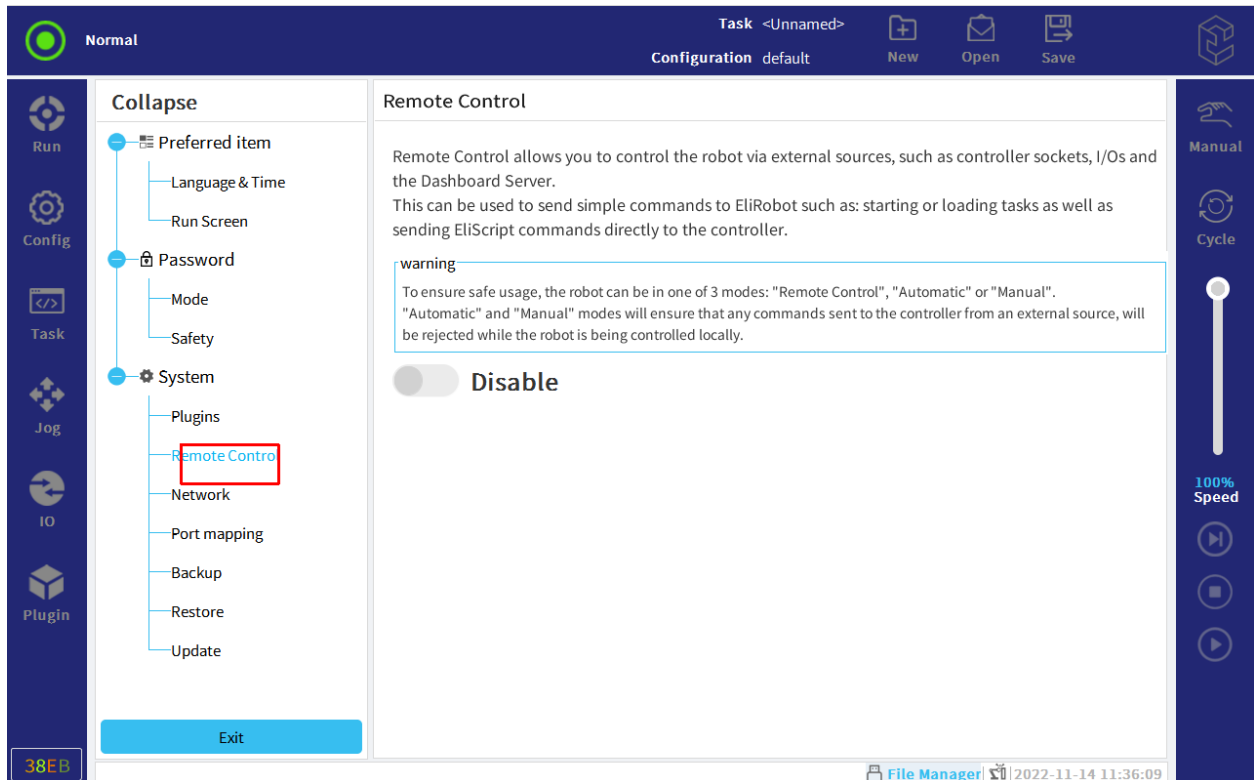 Normal
Task <Unnamed>
Configuration default
New
Open
Save
Run
Config
Task
Jog
IO
Plugin
38EB
Collapse
Preferred item
Language & Time
Run Screen
Password
Mode
Safety
System
Plugins
Remote Control
Network
Port mapping
Backup
Restore
Update
Exit
Remote Control
Remote Control allows you to control the robot via external sources, such as controller sockets, I/Os and
the Dashboard Server.
This can be used to send simple commands to EliRobot such as: starting or loading tasks as well as
sending EliScript commands directly to the controller.
warning
To ensure safe usage, the robot can be in one of 3 modes: "Remote Control", "Automatic" or "Manual".
"Automatic" and "Manual" modes will ensure that any commands sent to the controller from an external source, will
be rejected while the robot is being controlled locally.
Disable
Manual
Cycle
100%
Speed
File Manager
2022-11-14 11:36:09